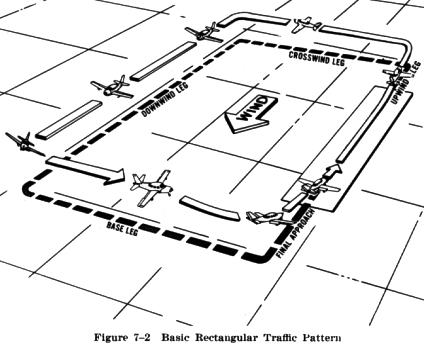 CROSSWIND LEG
UPWIND LEG
DOWNWIND LEG
WIND
BASE LEG
FINAL APPROACH
Figure 7-2 Basic Rectangular Traffic Pattern